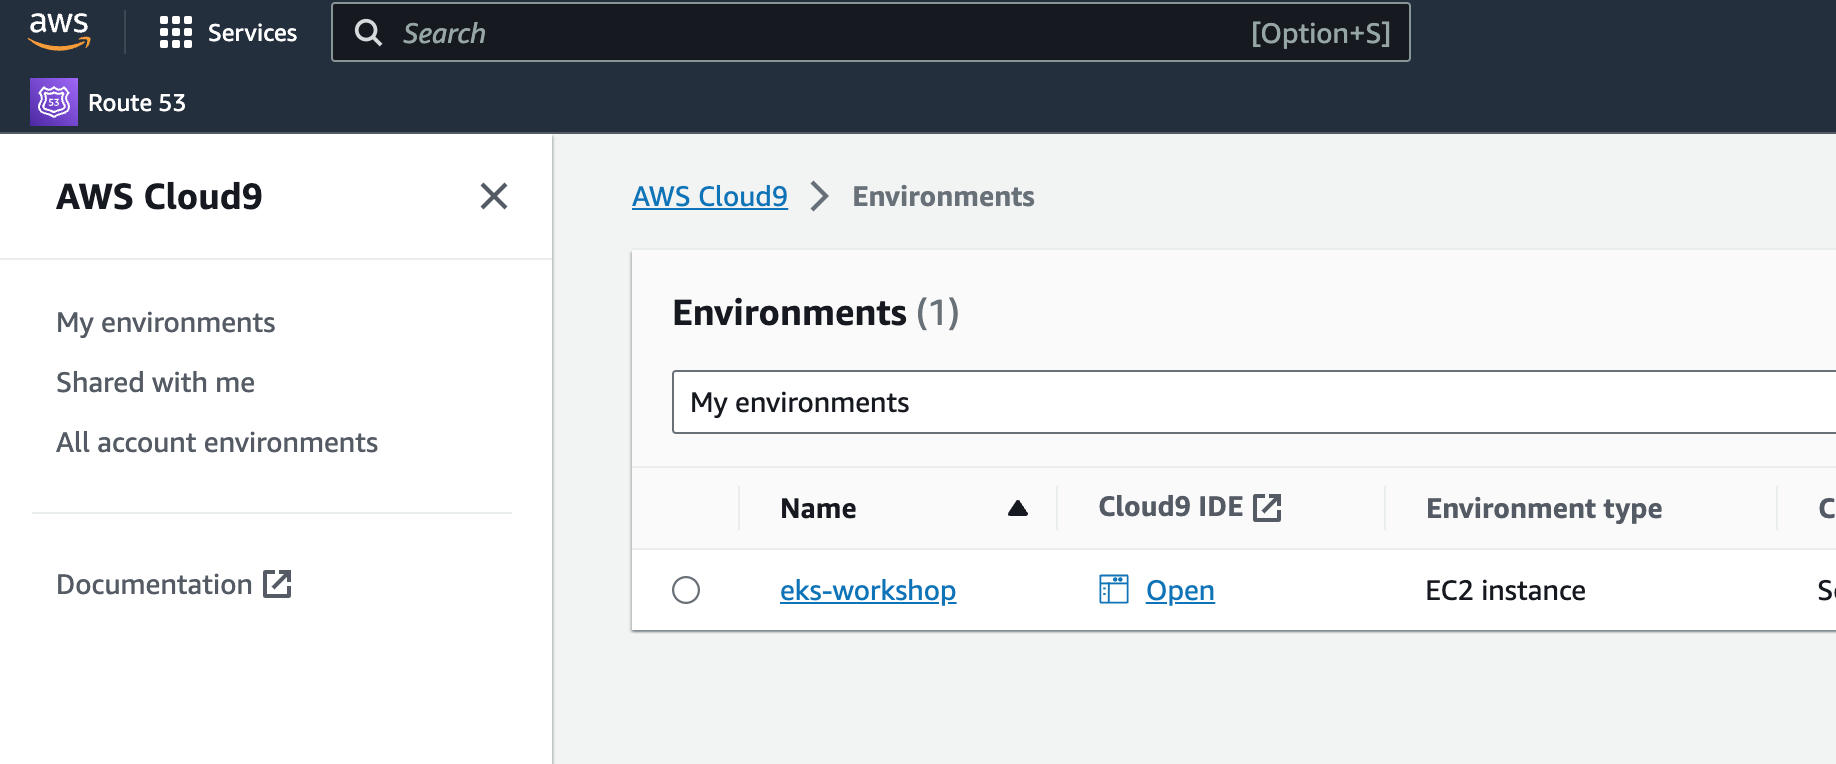 aws Services Search [Option+S]
53 Route 53
AWS Cloud9
My environments
Shared with me
All account environments
Documentation
AWS Cloud9 > Environments
Environments (1)
My environments
Name Cloud9 IDE Environment type
eks-workshop Open EC2 instance